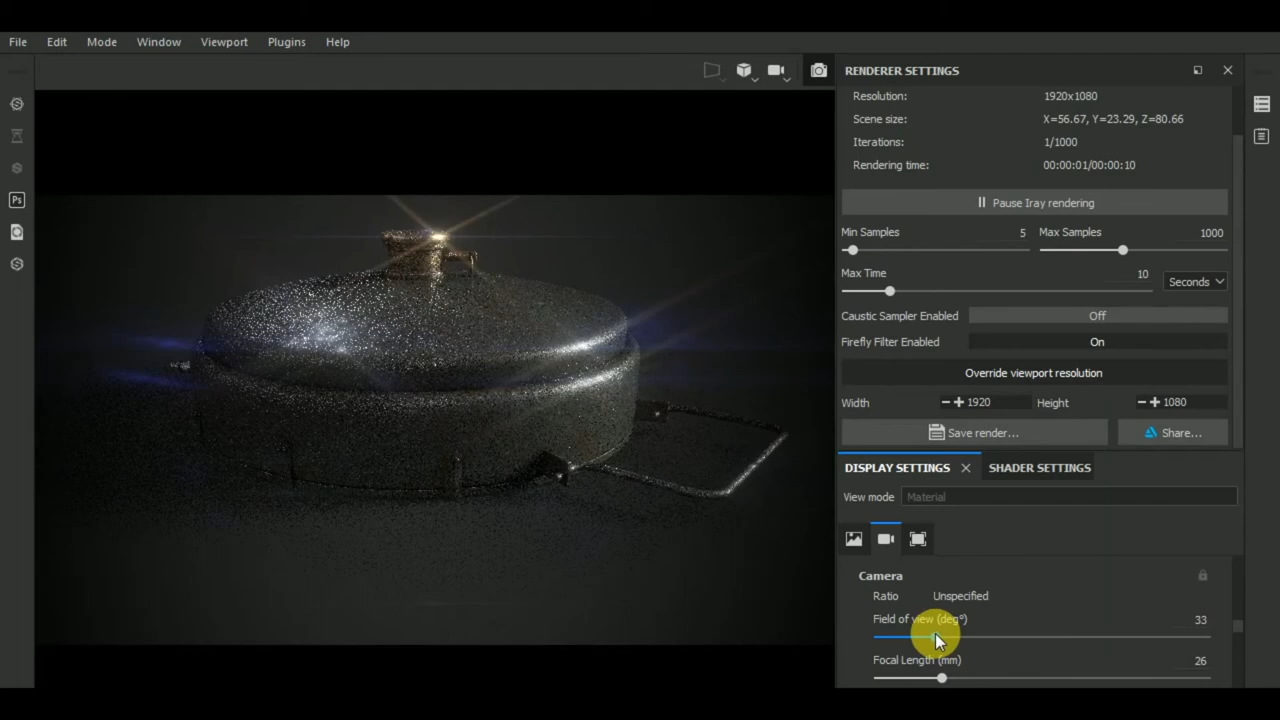 File Edit Mode Window Viewport Plugins Help
RENDERER SETTINGS
Resolution: 1920x1080
Scene size: X=56.67, Y=23.29, Z=80.66
Iterations: 1/1000
Rendering time: 00:00:01/00:00:10
Pause Iray rendering
Min Samples 5 Max Samples 1000
Max Time 10
Seconds
Caustic Sampler Enabled Off
Firefly Filter Enabled On
Override viewport resolution
Width 1920 Height 1080
Save render... Share...
DISPLAY SETTINGS SHADER SETTINGS
View mode Material
Camera
Ratio Unspecified
Field of view (deg°) 33
Focal Length (mm) 26
Ps